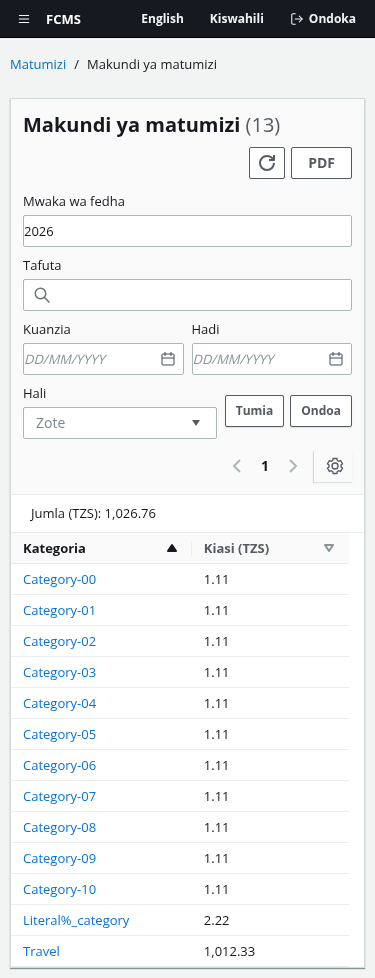 FCMS English Kiswahili Ondoka
Matumizi / Makundi ya matumizi
Makundi ya matumizi (13)
PDF
Mwaka wa fedha
2026
Tafuta
Kuanzia Hadi
DD/MM/YYYY DD/MM/YYYY
Hali
Zote Tumia Ondoa
1
Jumla (TZS): 1,026.76
Kategoria Kiasi (TZS)
Category-00 1.11
Category-01 1.11
Category-02 1.11
Category-03 1.11
Category-04 1.11
Category-05 1.11
Category-06 1.11
Category-07 1.11
Category-08 1.11
Category-09 1.11
Category-10 1.11
Literal%_category 2.22
Travel 1,012.33